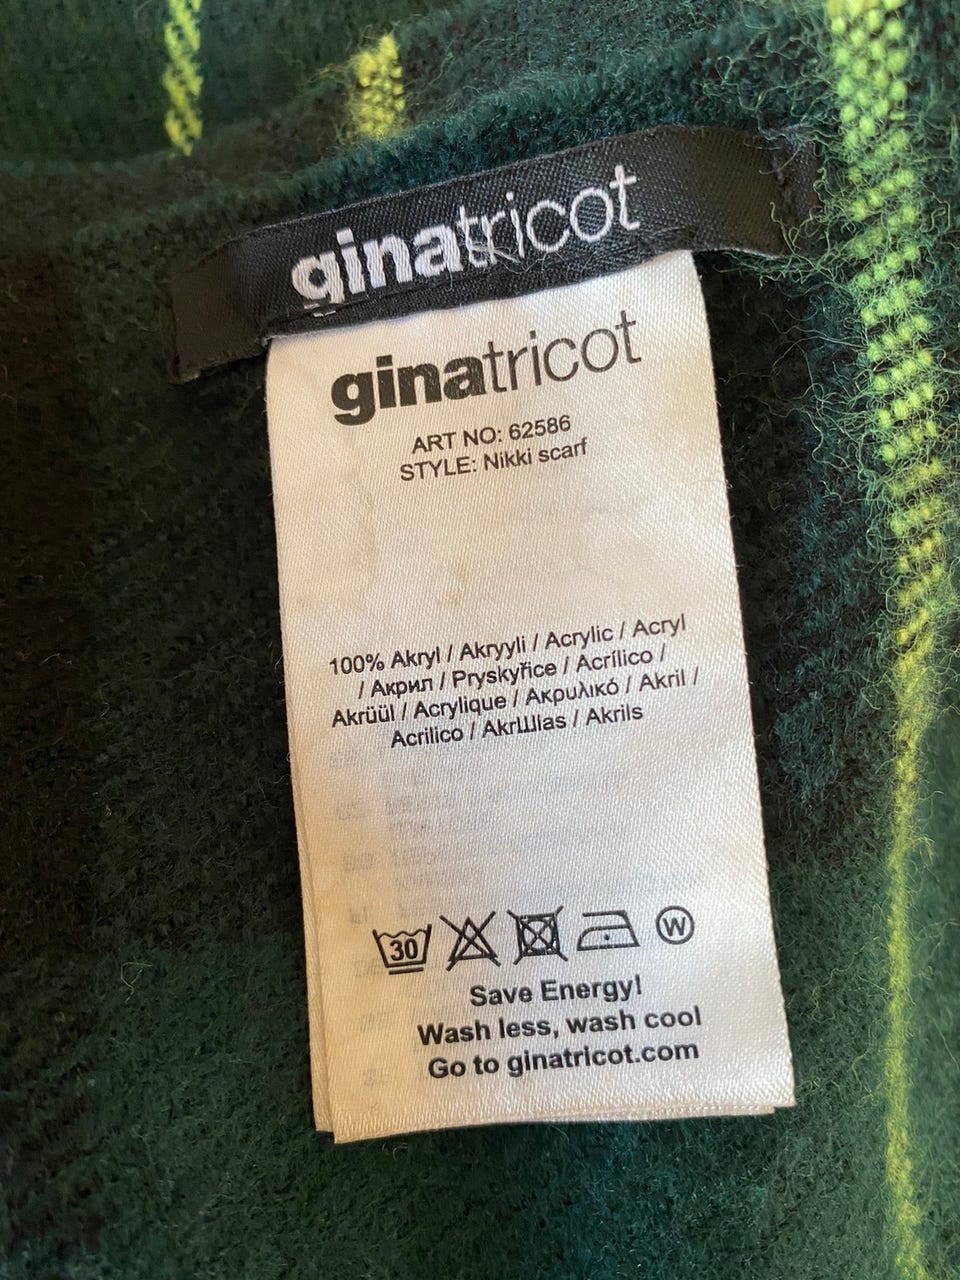 ginatricot
ginatricot
ART NO: 62586
STYLE: Nikki scarf
100% Akryl / Akryyli / Acrylic / Acryl
/ Акрил / Pryskyřice / Acrílico /
Akrüül / Acrylique / Ακρυλικό / Akril /
Acrilico / AkrШlas / Akrils
30
W
Save Energy!
Wash less, wash cool
Go to ginatricot.com